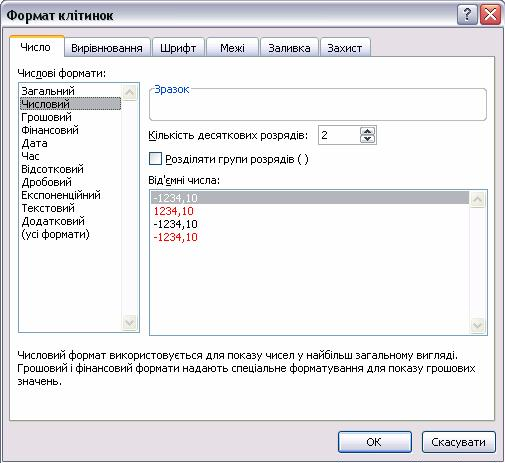 Формат клітинок
Число Вирівнювання Шрифт Межі Заливка Захист
Числові формати:
Загальний
Числовий
Грошовий
Фінансовий
Дата
Час
Відсотковий
Дробовий
Експоненційний
Текстовий
Додатковий
(усі формати)
Зразок
Кількість десяткових розрядів: 2
Розділяти групи розрядів ( )
Від'ємні числа:
-1234,10
1234,10
-1234,10
-1234,10
Числовий формат використовується для показу чисел у найбільш загальному вигляді.
Грошовий і фінансовий формати надають спеціальне форматування для показу грошових
значень.
ОК Скасувати